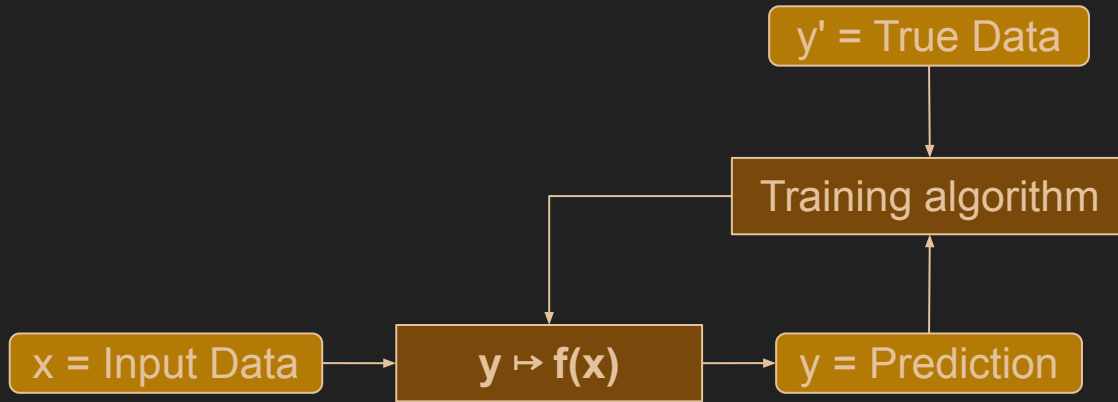 y' = True Data
Training algorithm
x = Input Data
y ↦ f(x)
y = Prediction